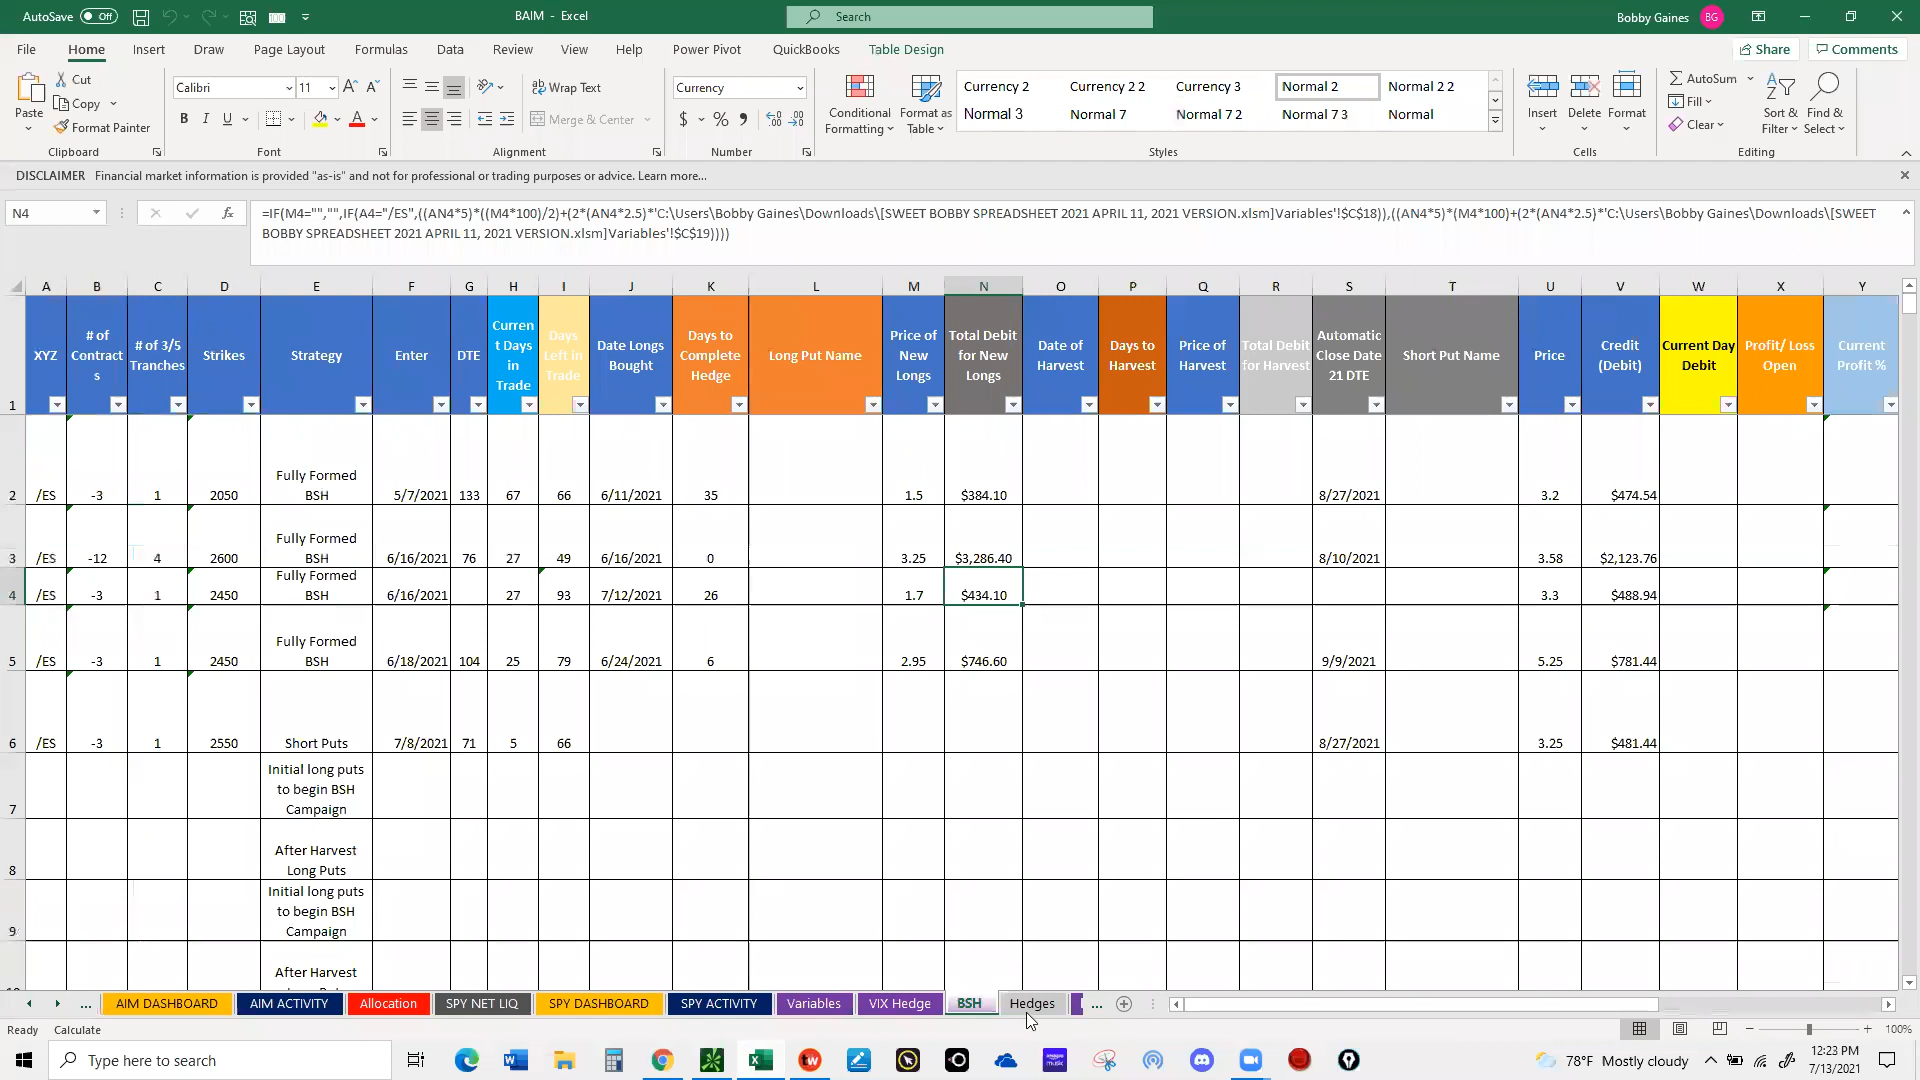 AutoSave Off BAIM - Excel Search Bobby Gaines BG
File Home Insert Draw Page Layout Formulas Data Review View Help Power Pivot QuickBooks Table Design Share Comments
Paste
Cut
Copy
Format Painter
Clipboard
Calibri 11
B I U
Font
Wrap Text
Merge & Center
Alignment
Currency
$ % 9
Number
Conditional Formatting
Format as Table
Currency 2 Currency 2 2 Currency 3 Normal 2 Normal 2 2
Normal 3 Normal 7 Normal 7 2 Normal 7 3 Normal
Styles
Insert Delete Format
Cells
AutoSum
Fill
Clear
Sort & Filter
Find & Select
Editing
DISCLAIMER Financial market information is provided "as-is" and not for professional or trading purposes or advice. Learn more...
N4 fx =IF(M4="","",IF(A4="/ES",((AN4*5)*((M4*100)/2)+(2*(AN4*2.5)*'C:\Users\Bobby Gaines\Downloads\[SWEET BOBBY SPREADSHEET 2021 APRIL 11, 2021 VERSION.xlsm]Variables'!$C$18)),((AN4*5)*(M4*100)+(2*(AN4*2.5)*'C:\Users\Bobby Gaines\Downloads\[SWEET
BOBBY SPREADSHEET 2021 APRIL 11, 2021 VERSION.xlsm]Variables'!$C$19))))
A B C D E F G H I J K L M N O P Q R S T U V W X Y
1 XYZ # of Contracts # of 3/5 Tranches Strikes Strategy Enter DTE Current Days in Trade Days Left in Trade Date Longs Bought Days to Complete Hedge Long Put Name Price of New Longs Total Debit for New Longs Date of Harvest Days to Harvest Price of Harvest Total Debit for Harvest Automatic Close Date 21 DTE Short Put Name Price Credit (Debit) Current Day Debit Profit/ Loss Open Current Profit %
2 /ES -3 1 2050 Fully Formed BSH 5/7/2021 133 67 66 6/11/2021 35 1.5 $384.10 8/27/2021 3.2 $474.54
3 /ES -12 4 2600 Fully Formed BSH 6/16/2021 76 27 49 6/16/2021 0 3.25 $3,286.40 8/10/2021 3.58 $2,123.76
4 /ES -3 1 2450 Fully Formed BSH 6/16/2021 27 93 7/12/2021 26 1.7 $434.10 3.3 $488.94
5 /ES -3 1 2450 Fully Formed BSH 6/18/2021 104 25 79 6/24/2021 6 2.95 $746.60 9/9/2021 5.25 $781.44
6 /ES -3 1 2550 Short Puts 7/8/2021 71 5 66 8/27/2021 3.25 $481.44
7 Initial long puts to begin BSH Campaign
8 After Harvest Long Puts
9 Initial long puts to begin BSH Campaign
After Harvest
... AIM DASHBOARD AIM ACTIVITY Allocation SPY NET LIQ SPY DASHBOARD SPY ACTIVITY Variables VIX Hedge BSH Hedges ...
Ready Calculate 100%
Type here to search 78°F Mostly cloudy 12:23 PM
7/13/2021